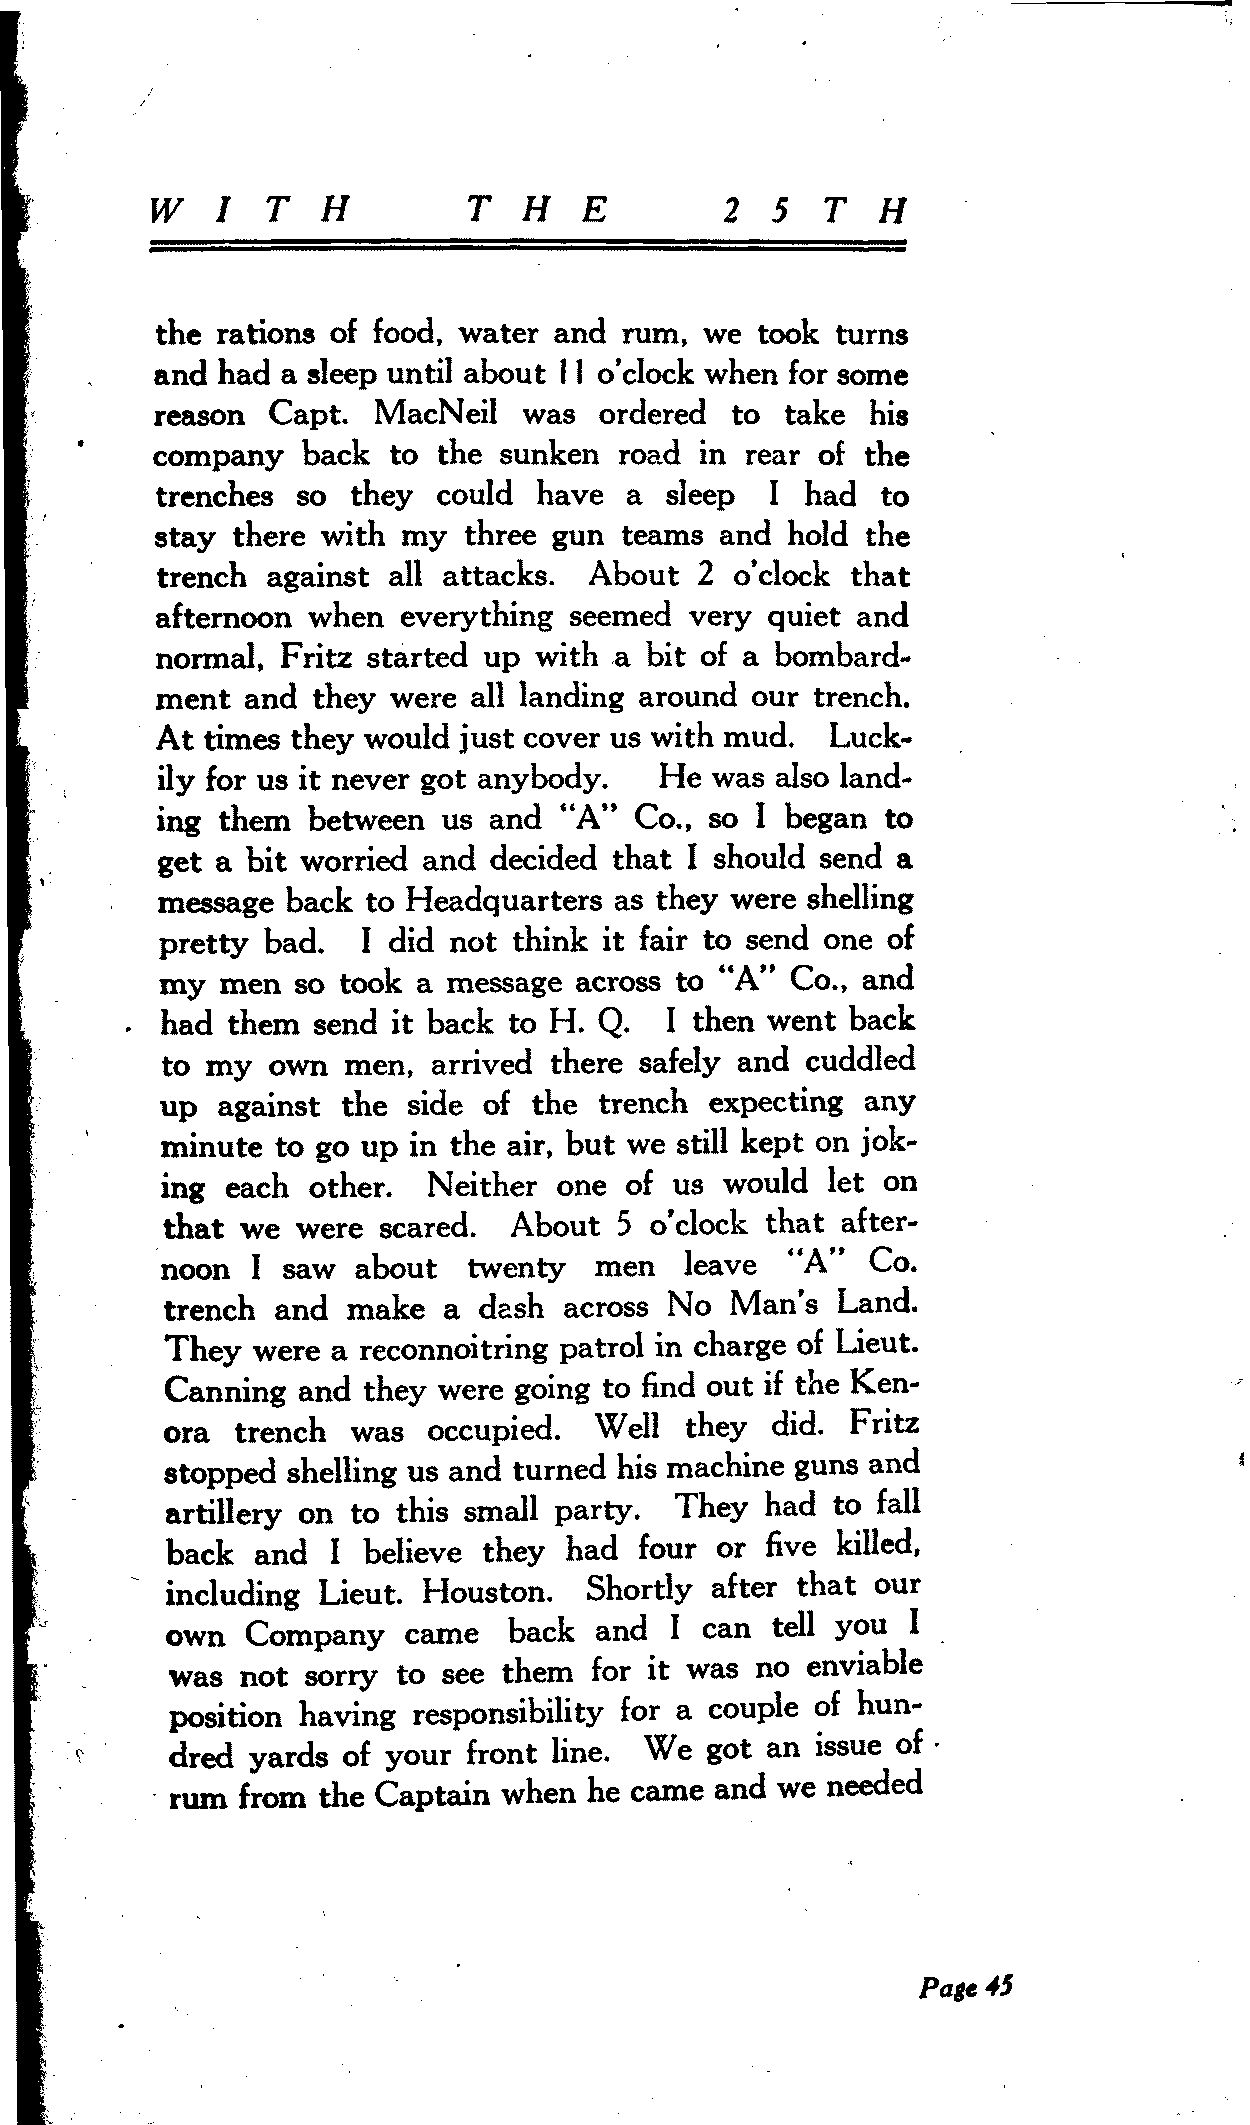 WITH THE 25TH
the rations of food, water and rum, we took turns
and had a sleep until about 11 o'clock when for some
reason Capt. MacNeil was ordered to take his
company back to the sunken road in rear of the
trenches so they could have a sleep I had to
stay there with my three gun teams and hold the
trench against all attacks. About 2 o'clock that
afternoon when everything seemed very quiet and
normal, Fritz started up with a bit of a bombard-
ment and they were all landing around our trench.
At times they would just cover us with mud. Luck-
ily for us it never got anybody. He was also land-
ing them between us and "A" Co., so I began to
get a bit worried and decided that I should send a
message back to Headquarters as they were shelling
pretty bad. I did not think it fair to send one of
my men so took a message across to "A" Co., and
had them send it back to H. Q. I then went back
to my own men, arrived there safely and cuddled
up against the side of the trench expecting any
minute to go up in the air, but we still kept on jok-
ing each other. Neither one of us would let on
that we were scared. About 5 o'clock that after-
noon I saw about twenty men leave "A" Co.
trench and make a dash across No Man's Land.
They were a reconnoitring patrol in charge of Lieut.
Canning and they were going to find out if the Ken-
ora trench was occupied. Well they did. Fritz
stopped shelling us and turned his machine guns and
artillery on to this small party. They had to fall
back and I believe they had four or five killed,
including Lieut. Houston. Shortly after that our
own Company came back and I can tell you I
was not sorry to see them for it was no enviable
position having responsibility for a couple of hun-
dred yards of your front line. We got an issue of
rum from the Captain when he came and we needed
Page 45